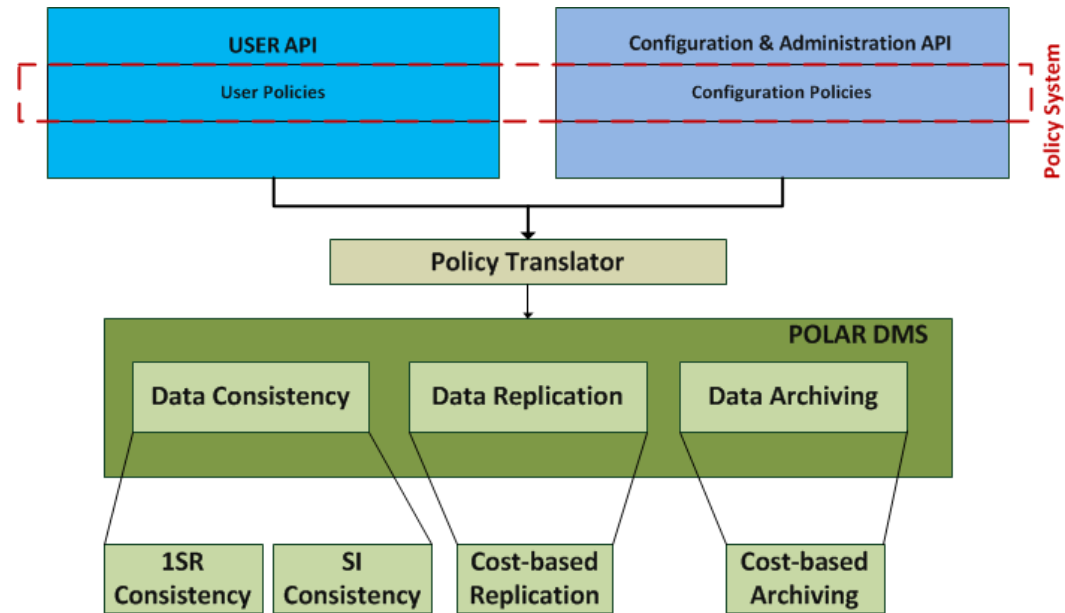 USER API
Configuration & Administration API
User Policies
Configuration Policies
Policy System
Policy Translator
POLAR DMS
Data Consistency
Data Replication
Data Archiving
1SR
Consistency
SI
Consistency
Cost-based
Replication
Cost-based
Archiving